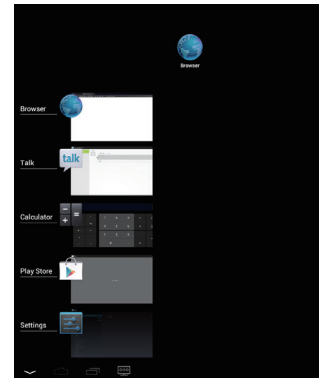 Browser
Browser
talk
Talk
Calculator
Play Store
Settings